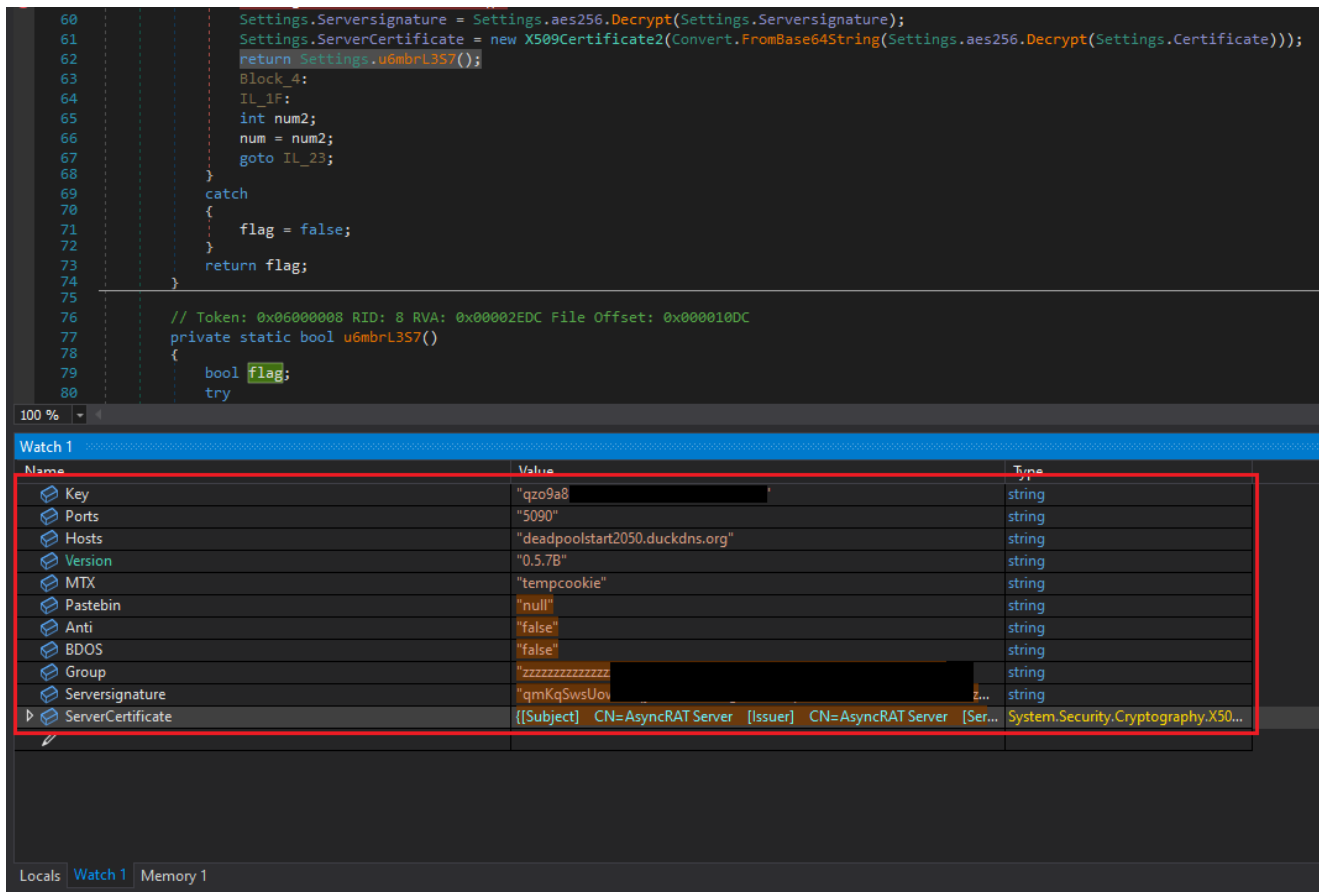 60 Settings.Serversignature = Settings.aes256.Decrypt(Settings.Serversignature);
61 Settings.ServerCertificate = new X509Certificate2(Convert.FromBase64String(Settings.aes256.Decrypt(Settings.Certificate)));
62 return Settings.u6mbrL3S7();
63 Block_4:
64 IL_1F:
65 int num2;
66 num = num2;
67 goto IL_23;
68 }
69 catch
70 {
71 flag = false;
72 }
73 return flag;
74 }
75
76 // Token: 0x06000008 RID: 8 RVA: 0x00002EDC File Offset: 0x000010DC
77 private static bool u6mbrL3S7()
78 {
79 bool flag;
80 try
100 %
Watch 1
Name Value Type
Key "qzo9a8 " string
Ports "5090" string
Hosts "deadpoolstart2050.duckdns.org" string
Version "0.5.7B" string
MTX "tempcookie" string
Pastebin "null" string
Anti "false" string
BDOS "false" string
Group "zzzzzzzzzzzzzz string
Serversignature "qmKqSwsUov z... string
ServerCertificate {[Subject] CN=AsyncRAT Server [Issuer] CN=AsyncRAT Server [Ser... System.Security.Cryptography.X50...
Locals Watch 1 Memory 1